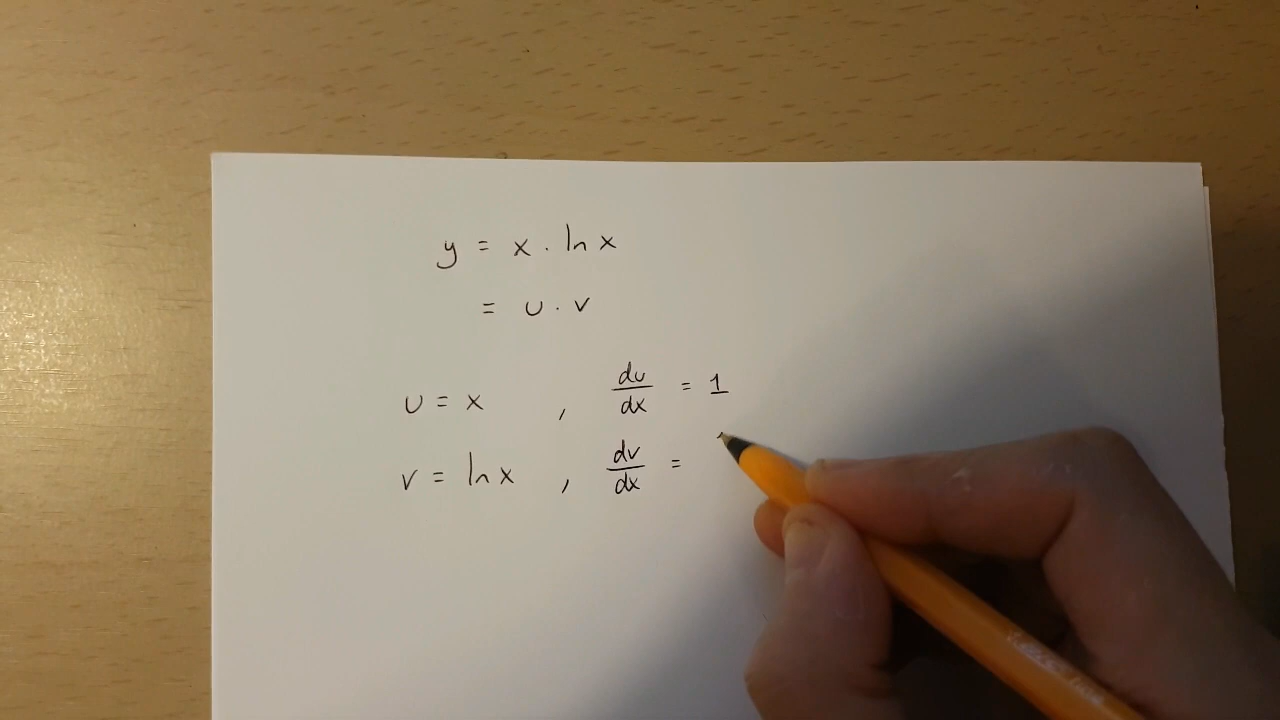 y = x . ln x
= u . v
u = x , du/dx = 1
v = ln x , dv/dx =